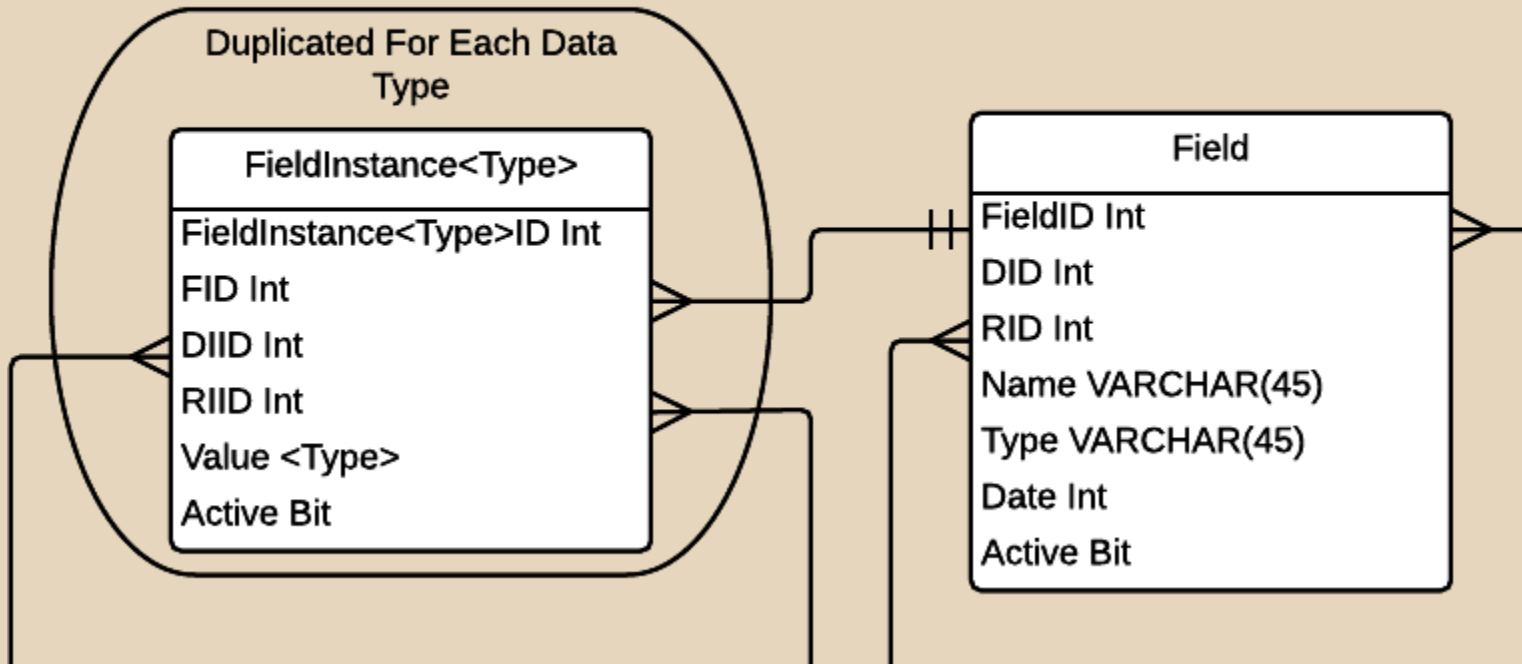 Duplicated For Each Data
Type
FieldInstance<Type>
FieldInstance<Type>ID Int
FID Int
DIID Int
RIID Int
Value <Type>
Active Bit
Field
FieldID Int
DID Int
RID Int
Name VARCHAR(45)
Type VARCHAR(45)
Date Int
Active Bit